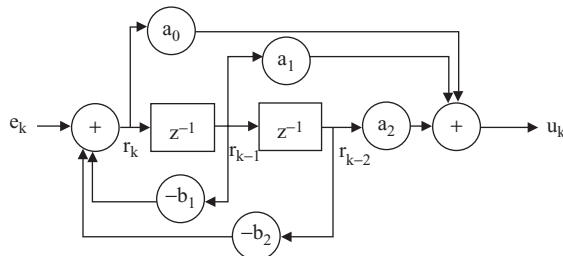 a₀
a₁
eₖ + z⁻¹ z⁻¹ a₂ + uₖ
rₖ rₖ₋₁ rₖ₋₂
−b₁
−b₂